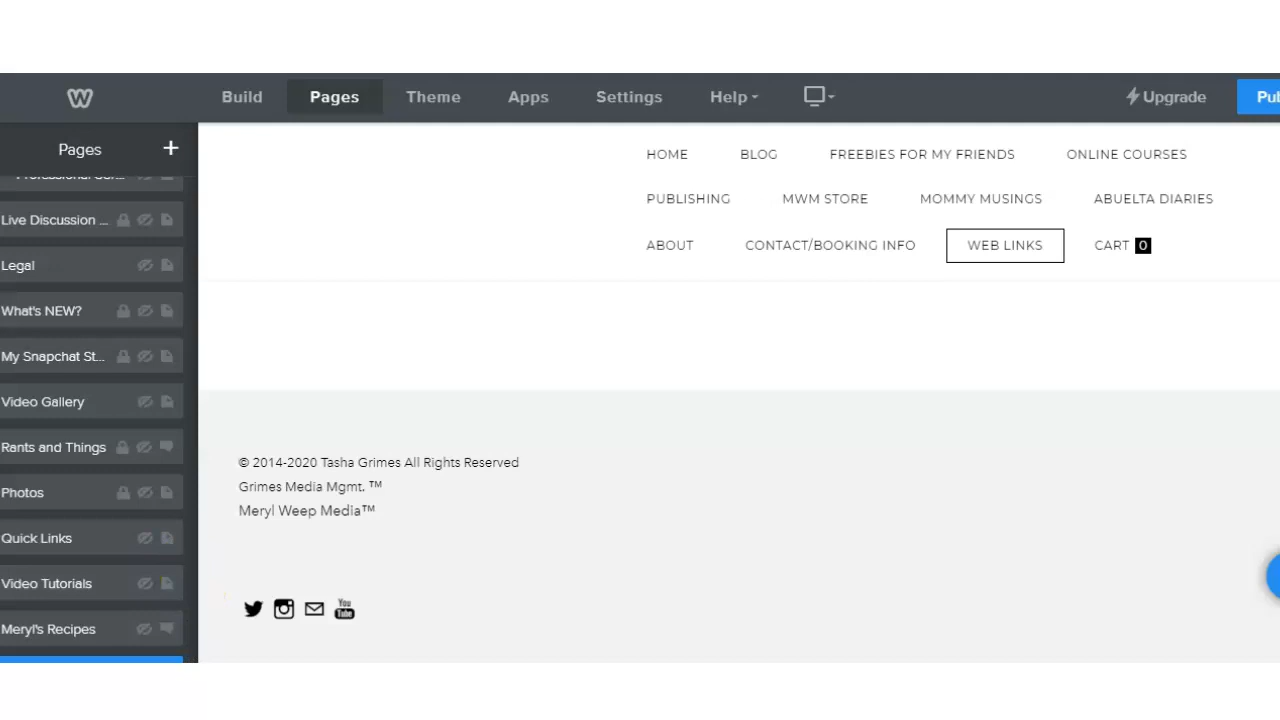 Build Pages Theme Apps Settings Help Upgrade
Pages +
Live Discussion ...
Legal
What's NEW?
My Snapchat St...
Video Gallery
Rants and Things
Photos
Quick Links
Video Tutorials
Meryl's Recipes
HOME BLOG FREEBIES FOR MY FRIENDS ONLINE COURSES
PUBLISHING MWM STORE MOMMY MUSINGS ABUELTA DIARIES
ABOUT CONTACT/BOOKING INFO WEB LINKS CART 0
© 2014-2020 Tasha Grimes All Rights Reserved
Grimes Media Mgmt. ™
Meryl Weep Media™
You Tube